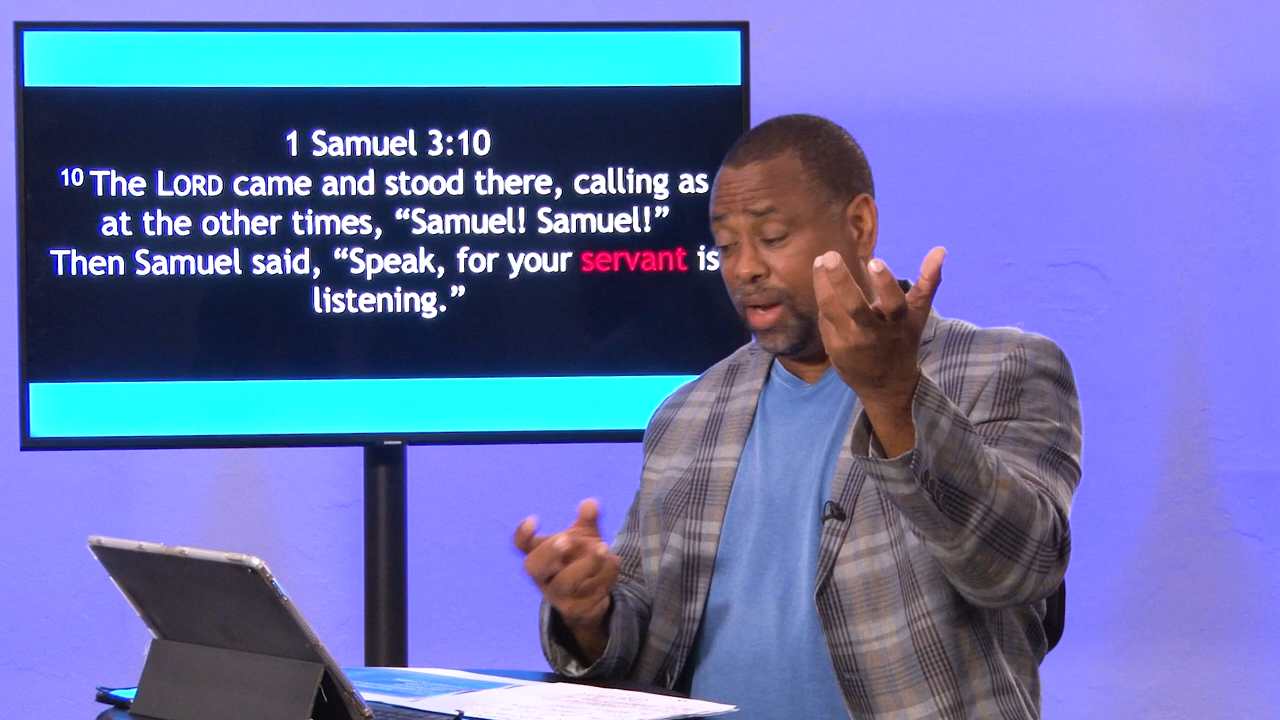 1 Samuel 3:10
10 The LORD came and stood there, calling as
at the other times, “Samuel! Samuel!”
Then Samuel said, “Speak, for your servant is
listening.”